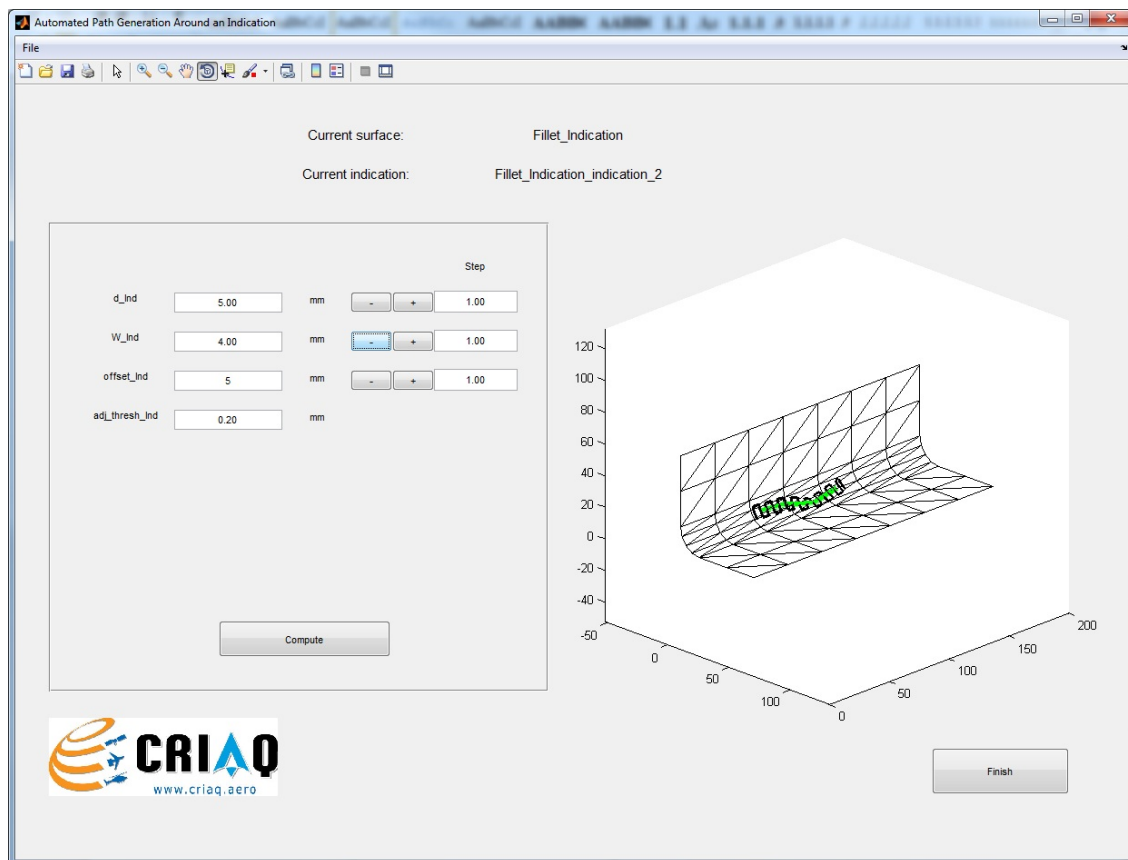 Automated Path Generation Around an Indication
File
Current surface: Fillet_Indication
Current indication: Fillet_Indication_indication_2
Step
d_Ind 5.00 mm - + 1.00
W_Ind 4.00 mm - + 1.00
offset_Ind 5 mm - + 1.00
adj_thresh_Ind 0.20 mm
Compute
120
100
80
60
40
20
0
-20
-40
-50
0
50
100
0
50
100
150
200
CRIAQ
www.criaq.aero
Finish